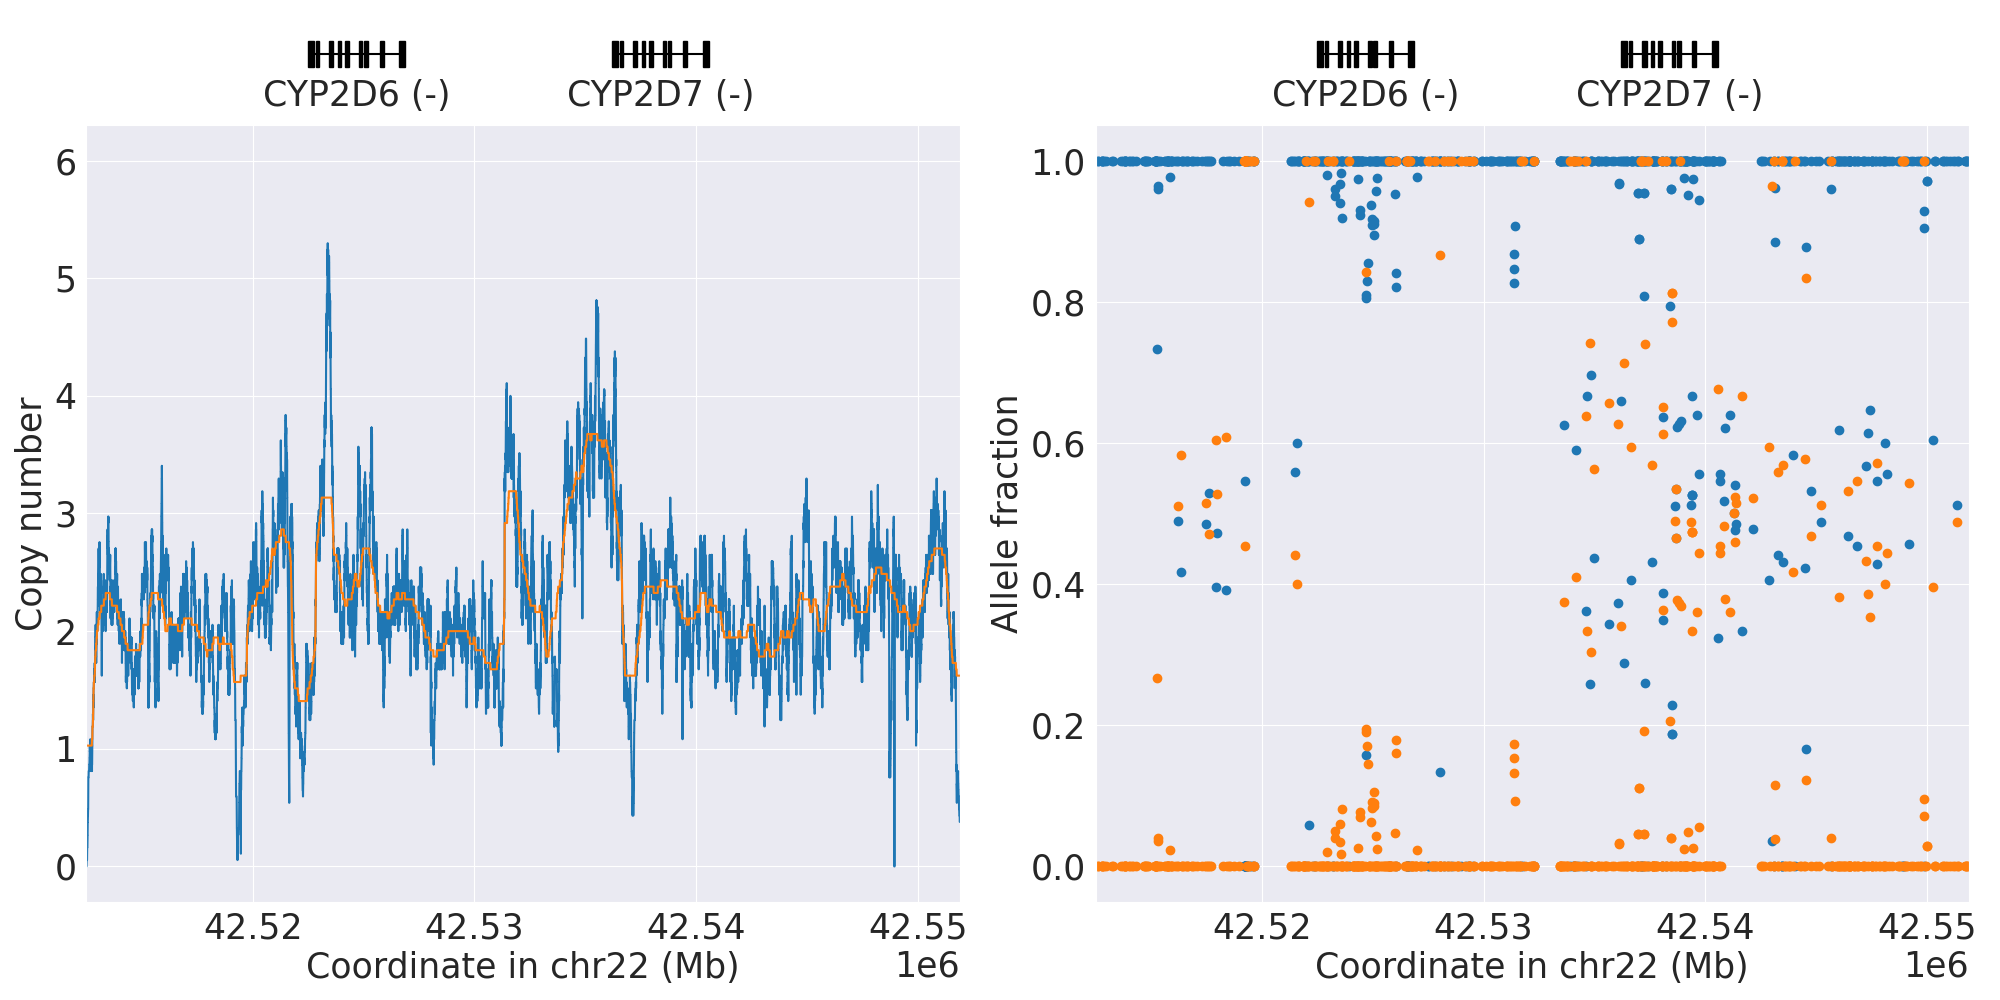 CYP2D6 (-) CYP2D7 (-)
Copy number
6
5
4
3
2
1
0
42.52 42.53 42.54 42.55
Coordinate in chr22 (Mb) 1e6
CYP2D6 (-) CYP2D7 (-)
Allele fraction
1.0
0.8
0.6
0.4
0.2
0.0
42.52 42.53 42.54 42.55
Coordinate in chr22 (Mb) 1e6